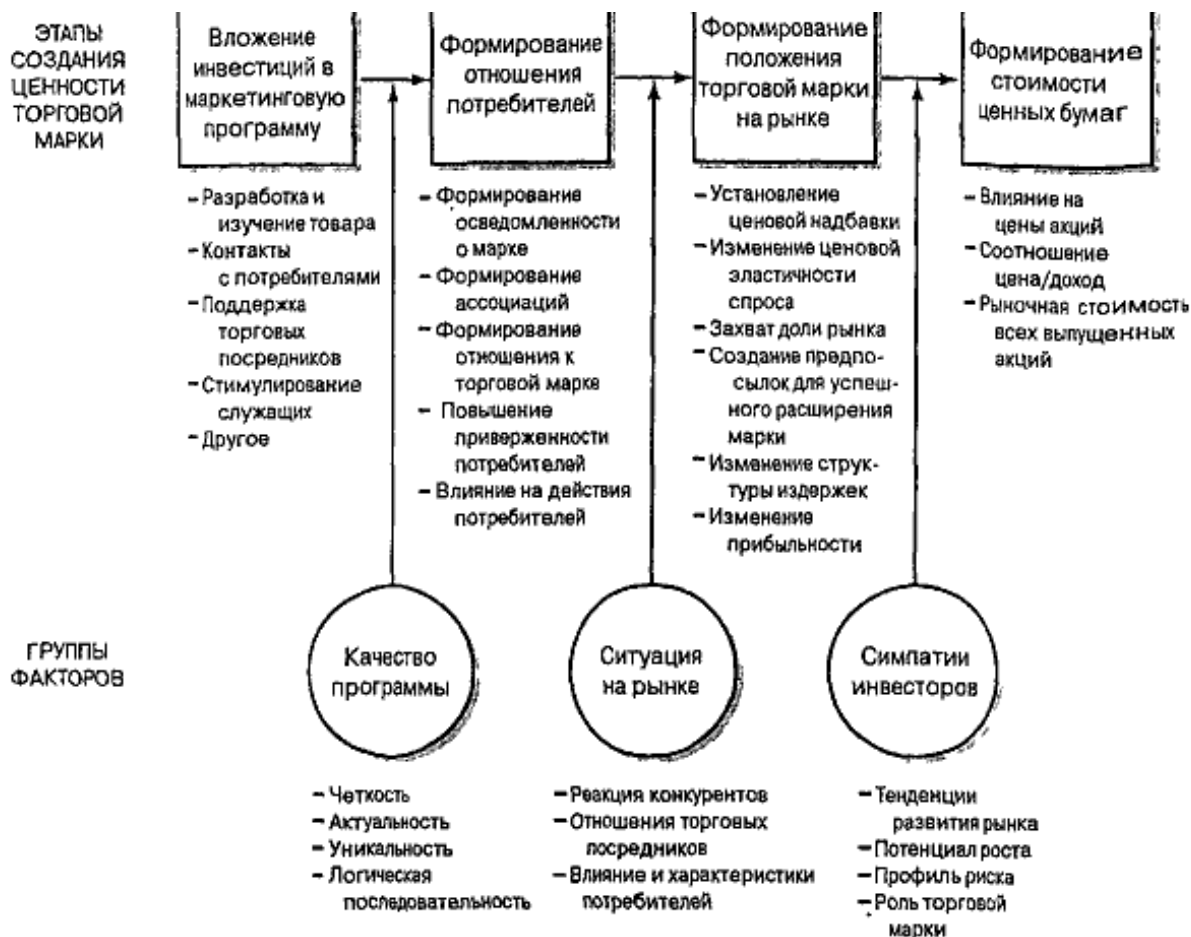 ЭТАПЫ
СОЗДАНИЯ
ЦЕННОСТИ
ТОРГОВОЙ
МАРКИ
Вложение
инвестиций в
маркетинговую
программу
Формирование
отношения
потребителей
Формирование
положения
торговой марки
на рынке
Формирование
стоимости
ценных бумаг
– Разработка и
изучение товара
– Контакты
с потребителями
– Поддержка
торговых
посредников
– Стимулирование
служащих
– Другое
– Формирование
осведомленности
о марке
– Формирование
ассоциаций
– Формирование
отношения к
торговой марке
– Повышение
приверженности
потребителей
– Влияние на действия
потребителей
– Установление
ценовой надбавки
– Изменение ценовой
эластичности
спроса
– Захват доли рынка
– Создание предпо-
сылок для успеш-
ного расширения
марки
– Изменение струк-
туры издержек
– Изменение
прибыльности
– Влияние на
цены акций
– Соотношение
цена/доход
– Рыночная стоимость
всех выпущенных
акций
ГРУППЫ
ФАКТОРОВ
Качество
программы
Ситуация
на рынке
Симпатии
инвесторов
– Четкость
– Актуальность
– Уникальность
– Логическая
последовательность
– Реакция конкурентов
– Отношения торговых
посредников
– Влияние и характеристики
потребителей
– Тенденции
развития рынка
– Потенциал роста
– Профиль риска
– Роль торговой
марки